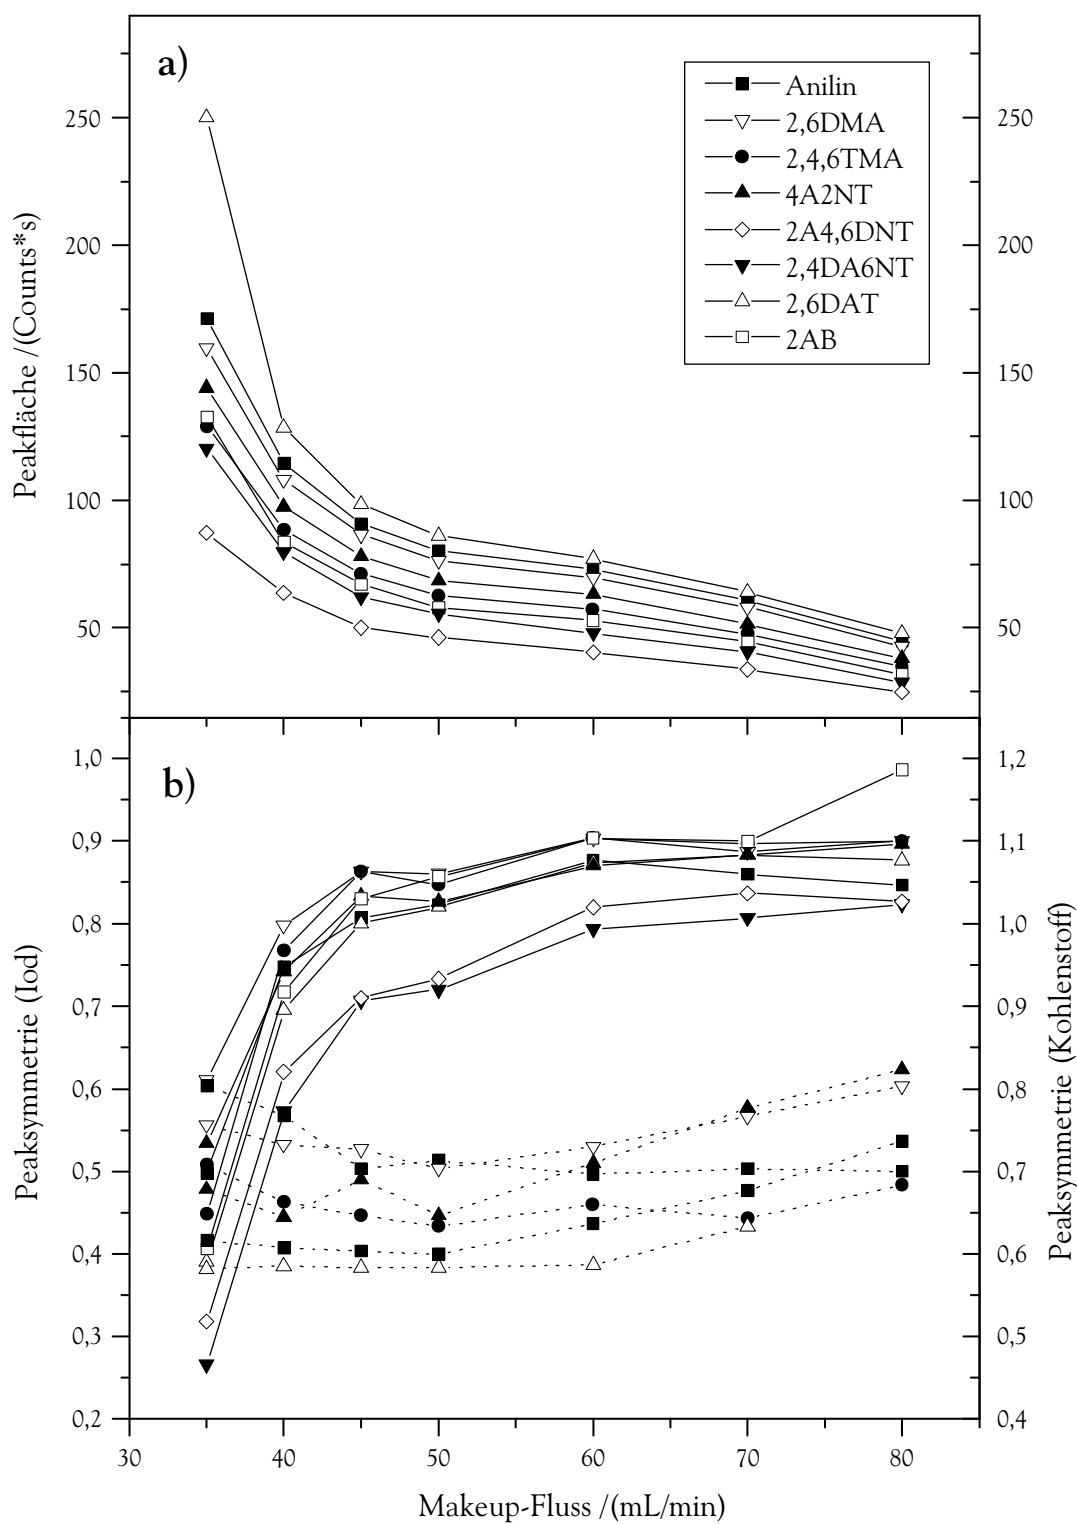 a)
Anilin
2,6DMA
2,4,6TMA
4A2NT
2A4,6DNT
2,4DA6NT
2,6DAT
2AB
Peakfläche /(Counts*s)
250
200
150
100
50
250
200
150
100
50
b)
Peaksymmetrie (Iod)
1,0
0,9
0,8
0,7
0,6
0,5
0,4
0,3
0,2
1,2
1,1
1,0
0,9
0,8
0,7
0,6
0,5
0,4
Peaksymmetrie (Kohlenstoff)
30 40 50 60 70 80
Makeup-Fluss /(mL/min)